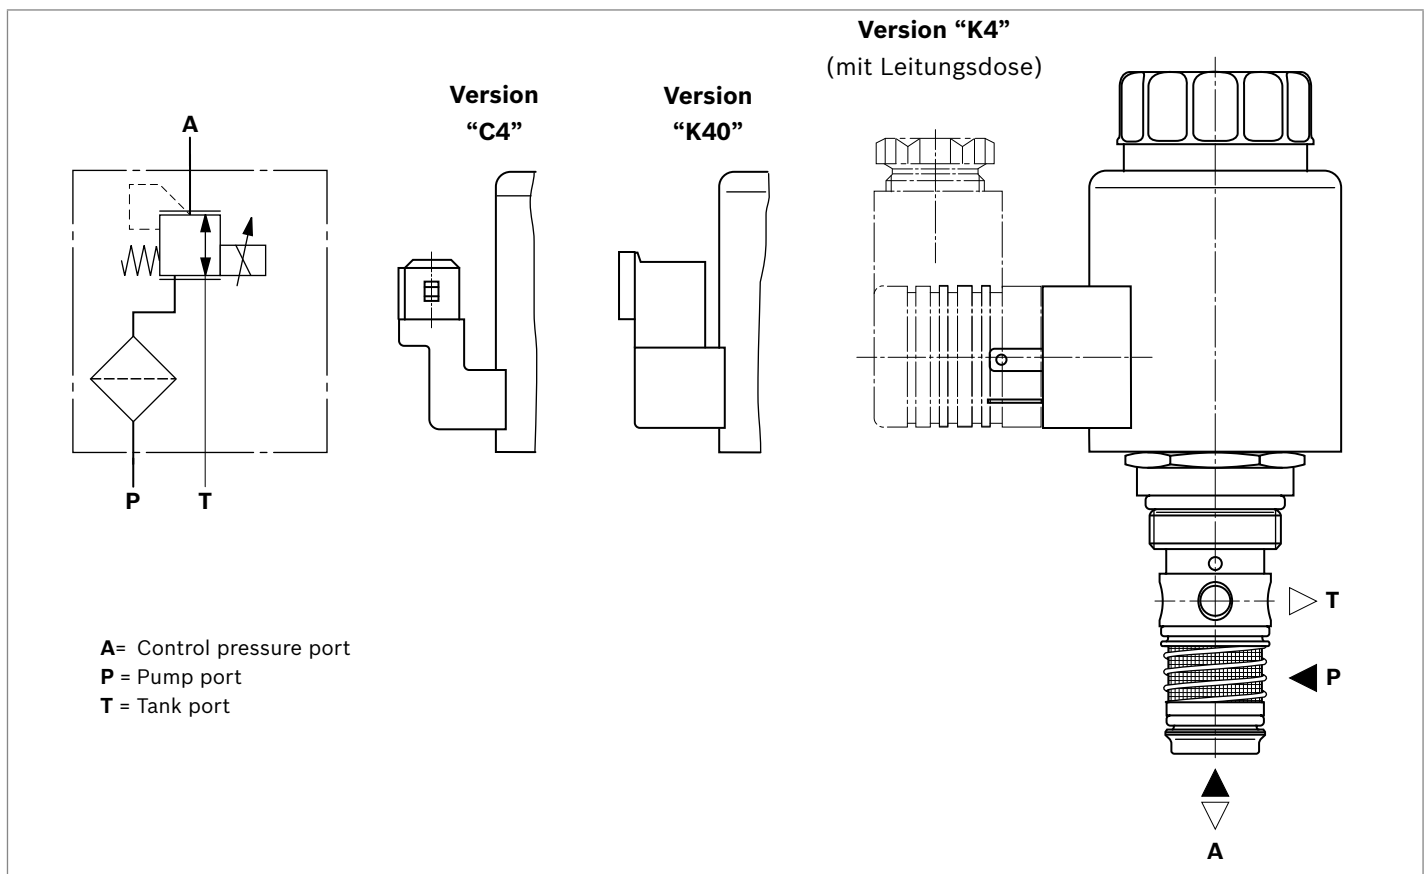 Version “K4”
(mit Leitungsdose)
Version
“C4”
Version
“K40”
A
P
T
A= Control pressure port
P = Pump port
T = Tank port
T
P
A